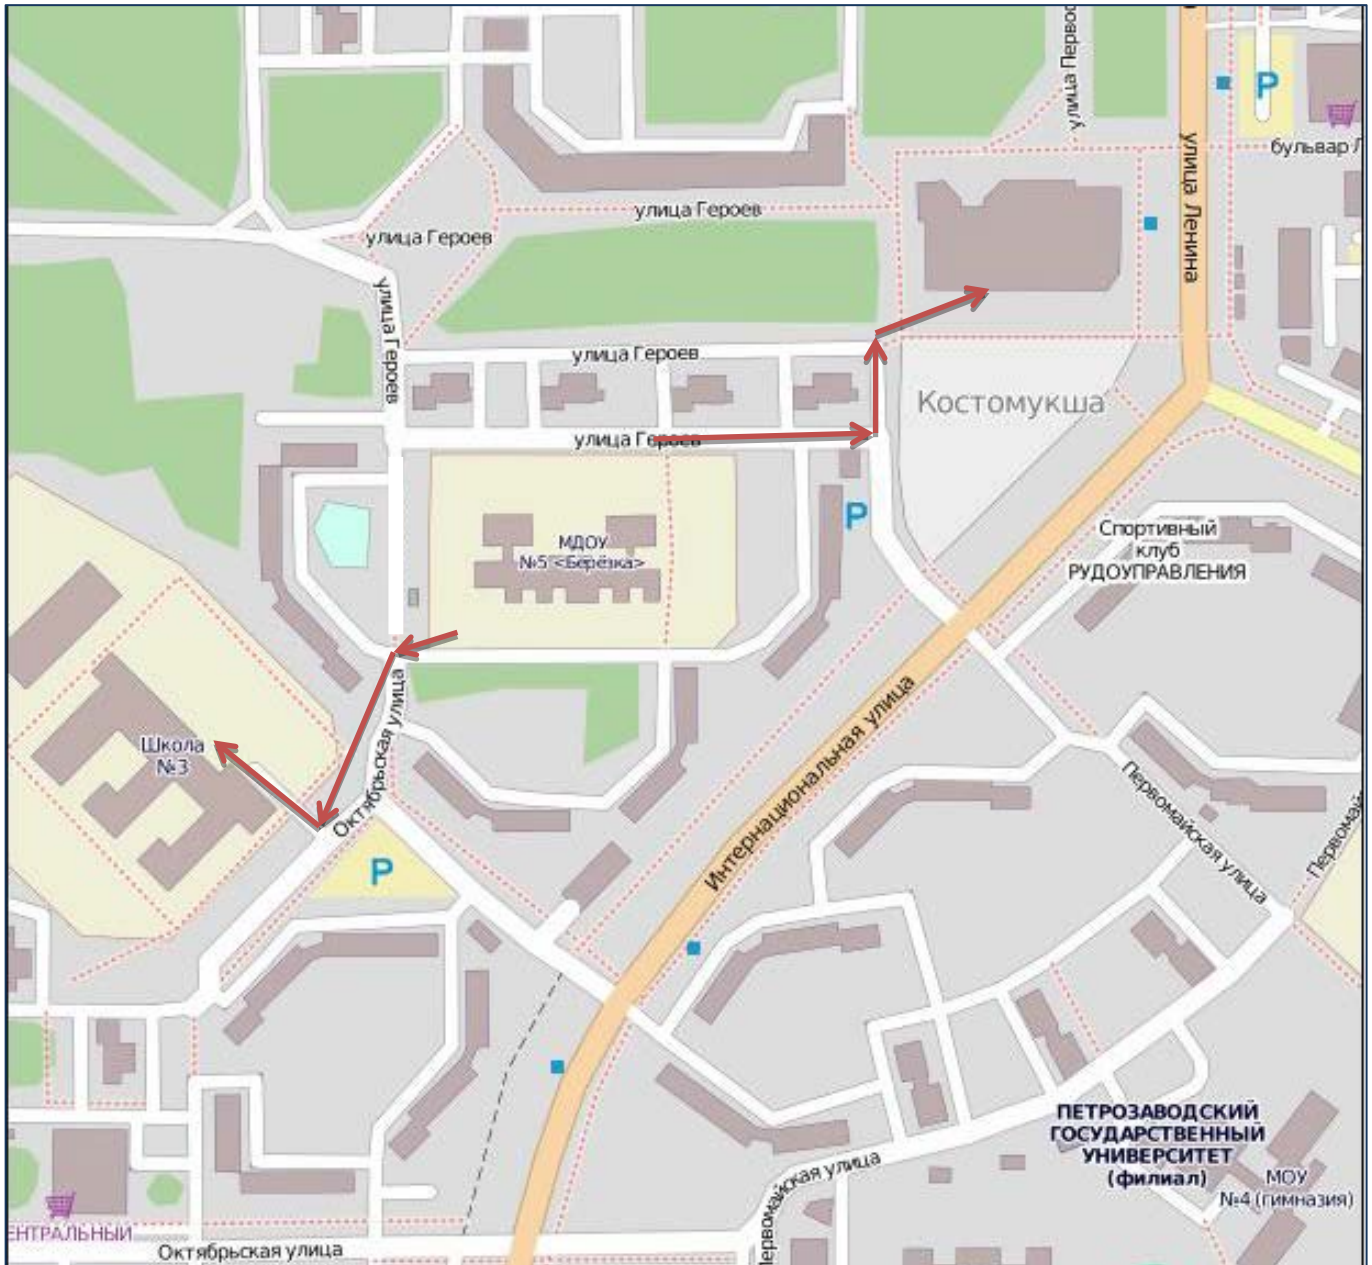 улица Первос
P
улица Ленина
бульвар Л
улица Героев
улица Героев
улица Героев
улица Героев
Костомукша
улица Героев
P
МДОУ
№5 <Берёзка>
Спортивный
клуб
РУДОУПРАВЛЕНИЯ
Школа
№3
Октябрьская улица
P
Интернациональная улица
Первомайская улица
Первомай
ПЕТРОЗАВОДСКИЙ
ГОСУДАРСТВЕННЫЙ
УНИВЕРСИТЕТ
(филиал)
МОУ
№4 (гимназия)
Первомайская улица
ЕНТРАЛЬНЫЙ
Октябрьская улица